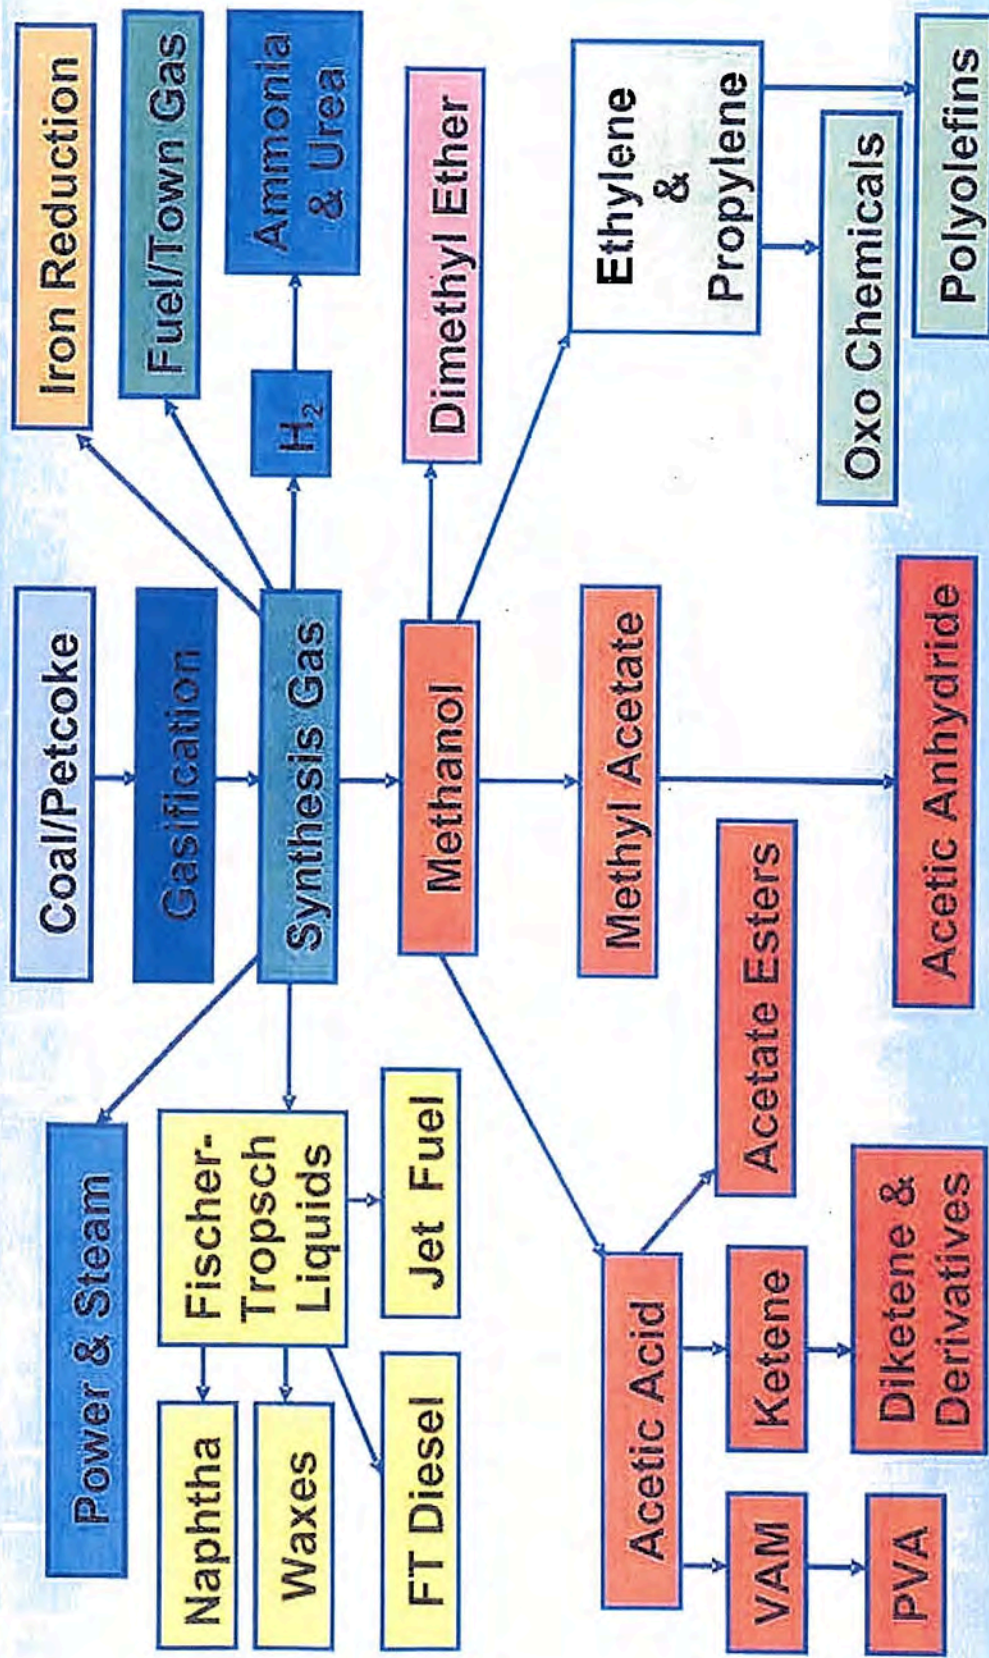 Coal/Petcoke
Iron Reduction
Power & Steam
Gasification
Fuel/Town Gas
Naphtha
Fischer-
Tropsch
Liquids
Synthesis Gas
H₂
Ammonia
& Urea
Waxes
FT Diesel
Jet Fuel
Methanol
Dimethyl Ether
Acetic Acid
Methyl Acetate
Ethylene
&
Propylene
VAM
Ketene
Acetate Esters
Oxo Chemicals
PVA
Diketene &
Derivatives
Acetic Anhydride
Polyolefins